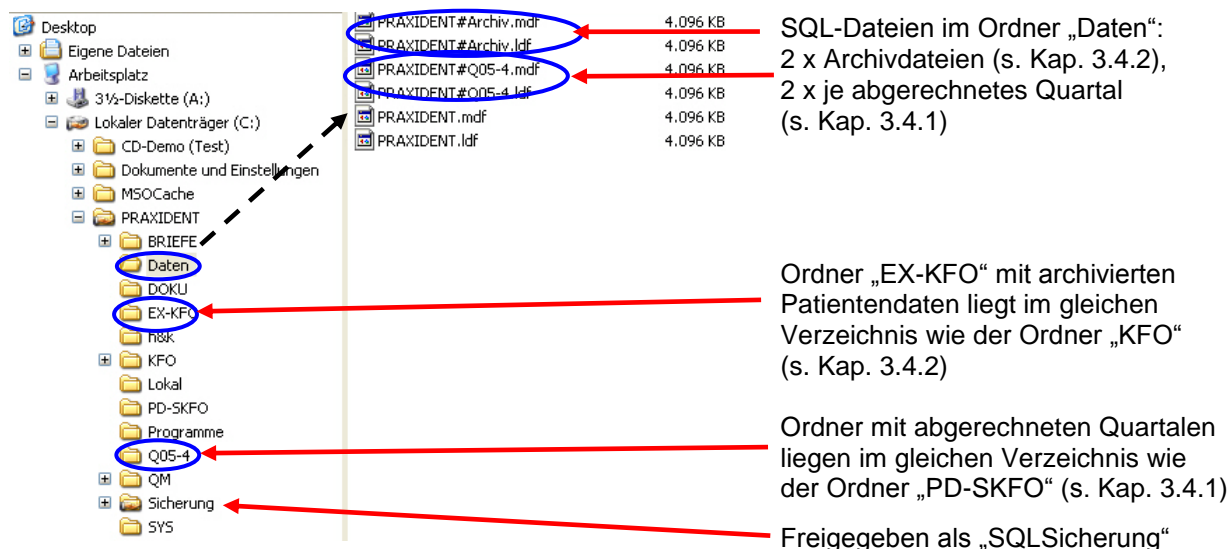 Desktop
Eigene Dateien
Arbeitsplatz
3½-Diskette (A:)
Lokaler Datenträger (C:)
CD-Demo (Test)
Dokumente und Einstellungen
MSOCache
PRAXIDENT
BRIEFE
Daten
DOKU
EX-KFO
h&k
KFO
Lokal
PD-SKFO
Programme
Q05-4
QM
Sicherung
SYS
PRAXIDENT#Archiv.mdf 4.096 KB
PRAXIDENT#Archiv.ldf 4.096 KB
PRAXIDENT#Q05-4.mdf 4.096 KB
PRAXIDENT#Q05-4.ldf 4.096 KB
PRAXIDENT.mdf 4.096 KB
PRAXIDENT.ldf 4.096 KB
SQL-Dateien im Ordner „Daten“:
2 x Archivdateien (s. Kap. 3.4.2),
2 x je abgerechnetes Quartal
(s. Kap. 3.4.1)
Ordner „EX-KFO“ mit archivierten
Patientendaten liegt im gleichen
Verzeichnis wie der Ordner „KFO“
(s. Kap. 3.4.2)
Ordner mit abgerechneten Quartalen
liegen im gleichen Verzeichnis wie
der Ordner „PD-SKFO“ (s. Kap. 3.4.1)
Freigegeben als „SQLSicherung“